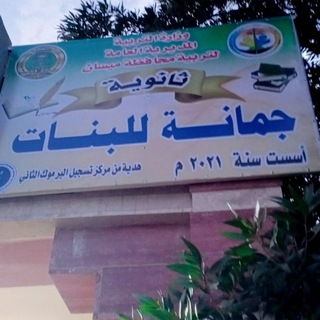 وزارة التربية
المديرية العامة
لتربية محافظة ميسان
ثانوية
جمانة للبنات
أسست سنة ٢٠٢١ م
هدية من مركز تسجيل اليرموك الثاني